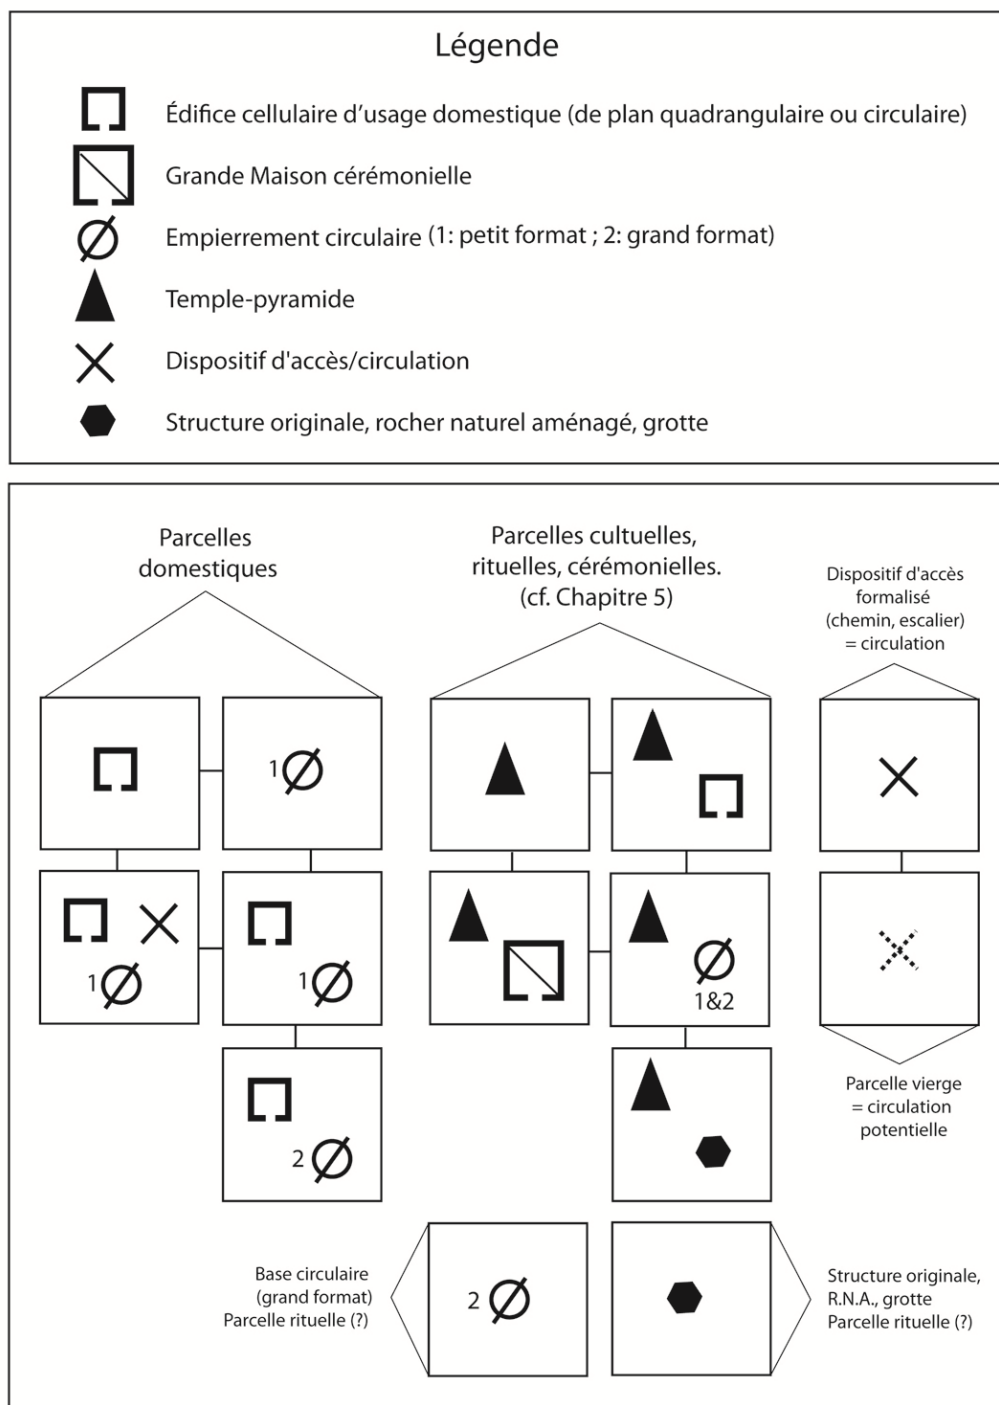 Légende
Édifice cellulaire d’usage domestique (de plan quadrangulaire ou circulaire)
Grande Maison cérémonielle
Empierrement circulaire (1: petit format ; 2: grand format)
Temple-pyramide
Dispositif d'accès/circulation
Structure originale, rocher naturel aménagé, grotte
Parcelles
domestiques
Parcelles cultuelles,
rituelles, cérémonielles.
(cf. Chapitre 5)
Dispositif d'accès
formalisé
(chemin, escalier)
= circulation
1
1
1
1&2
2
Parcelle vierge
= circulation
potentielle
Base circulaire
(grand format)
Parcelle rituelle (?)
2
Structure originale,
R.N.A., grotte
Parcelle rituelle (?)